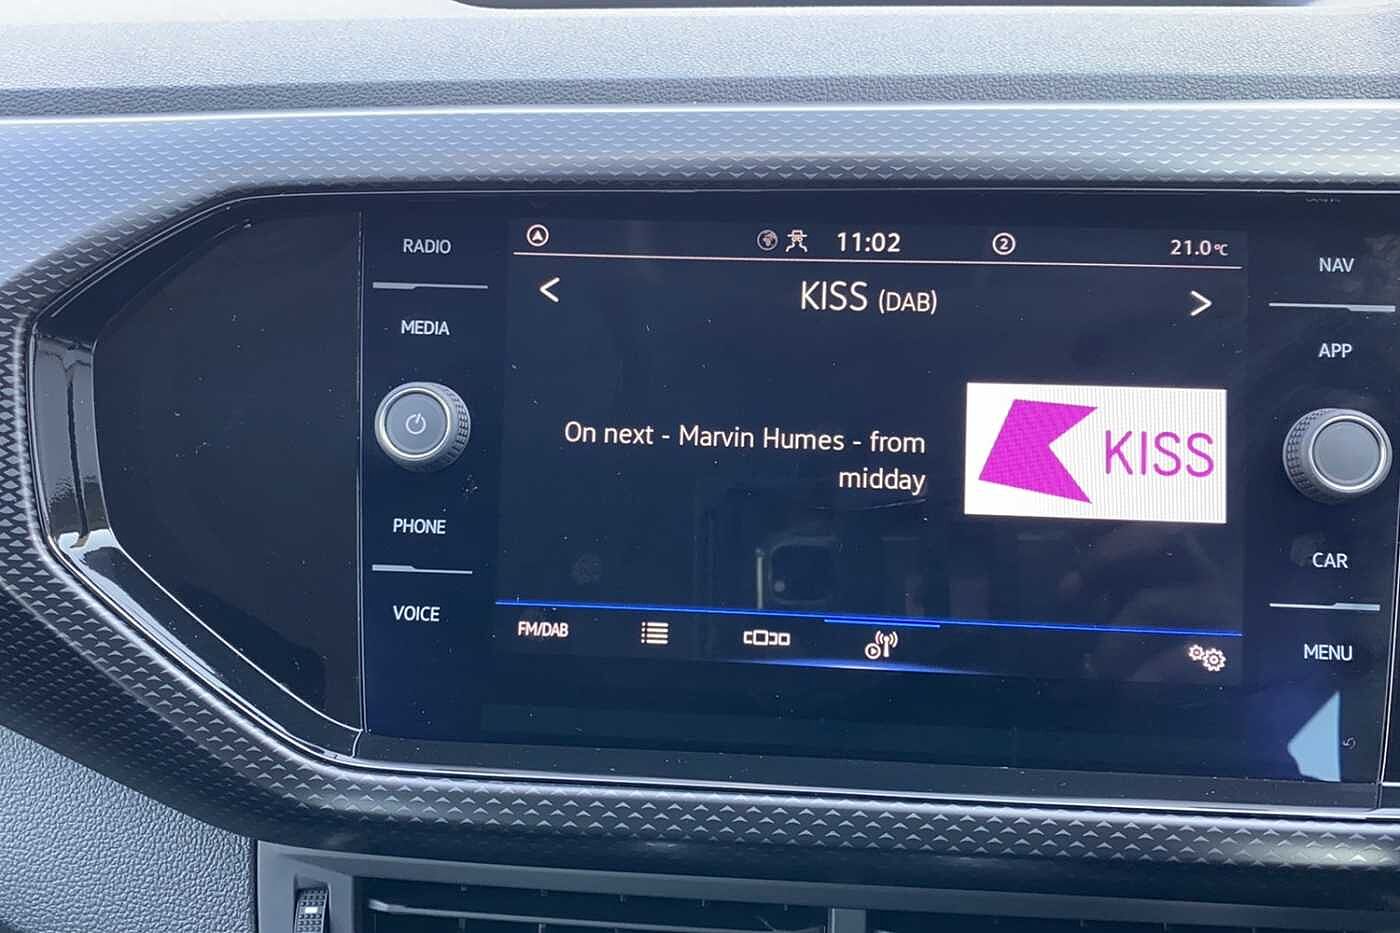 RADIO
MEDIA
PHONE
VOICE
11:02
2
21.0°C
KISS (DAB)
On next - Marvin Humes - from
midday
KISS
FM/DAB
NAV
APP
CAR
MENU